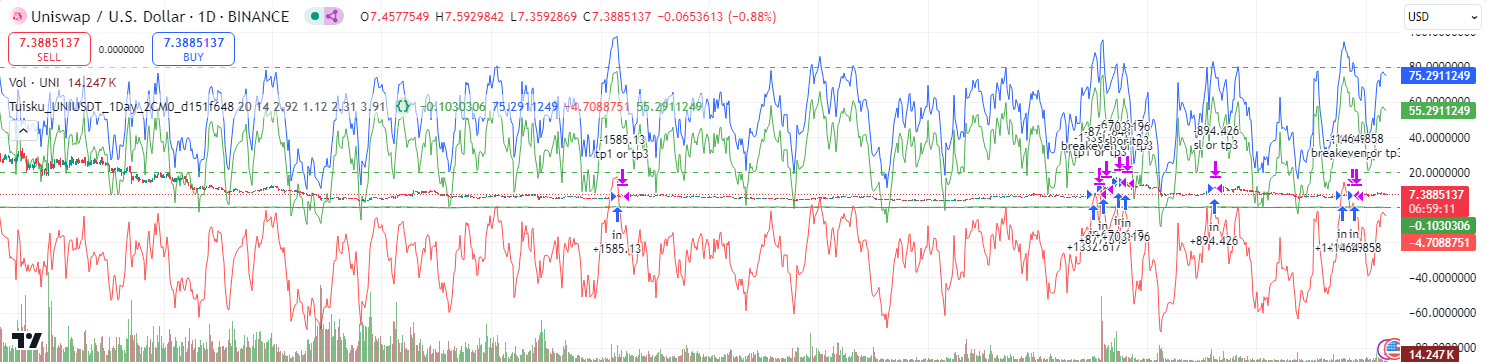 Uniswap / U.S. Dollar · 1D · BINANCE O7.4577549 H7.5929842 L7.3592869 C7.3885137 −0.0653613 (−0.88%)
USD
7.3885137 SELL 0.0000000 7.3885137 BUY
Vol · UNI 14.247 K
Tuisku_UNIUSDT_1Day_2CM0_d151f648 20 14 2.92 1.12 2.31 3.91 −0.1030306 75.2911249 −4.7088751 55.2911249
80.0000000
75.2911249
60.0000000
55.2911249
40.0000000
20.0000000
7.3885137
06:59:11
−0.1030306
−4.7088751
−40.0000000
−60.0000000
14.247 K
-1585.13
tp1 or tp3
in
+1585.13
-894.426
sl or tp3
in
+894.426
breakeven or tp3
in in